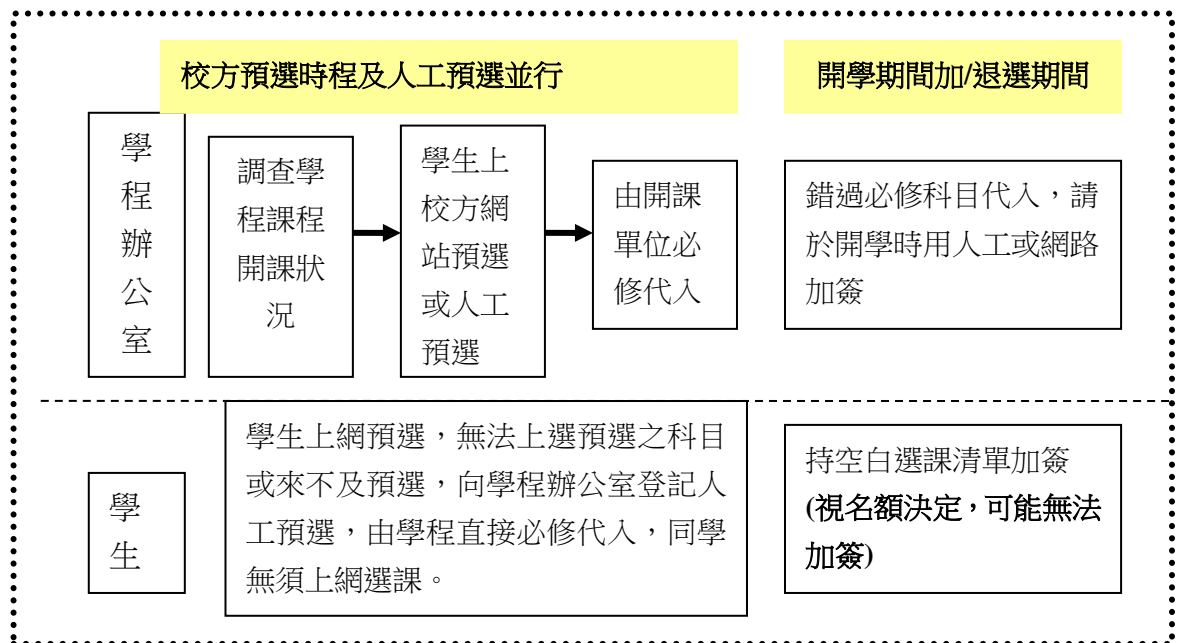 校方預選時程及人工預選並行
開學期間加/退選期間
學
程
辦
公
室
調查學
程課程
開課狀
況
學生上
校方網
站預選
或人工
預選
由開課
單位必
修代入
錯過必修科目代入，請
於開學時用人工或網路
加簽
學
生
學生上網預選，無法上選預選之科目
或來不及預選，向學程辦公室登記人
工預選，由學程直接必修代入，同學
無須上網選課。
持空白選課清單加簽
(視名額決定，可能無法
加簽)